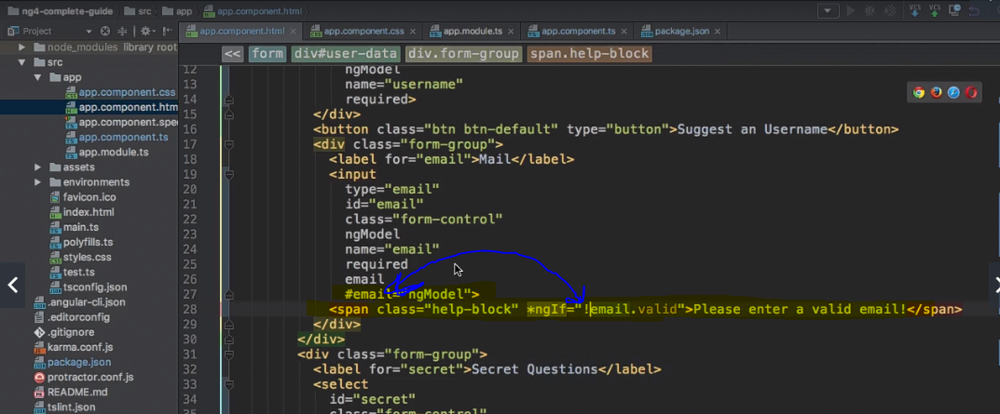 ng4-complete-guide src app app.component.html
VCS VCS
Project
app.component.html app.component.css app.module.ts app.component.ts package.json
node_modules library root
src
app
app.component.css
app.component.htm
app.component.spe
app.component.ts
app.module.ts
assets
environments
favicon.ico
index.html
main.ts
polyfills.ts
styles.css
test.ts
tsconfig.json
.angular-cli.json
.editorconfig
.gitignore
karma.conf.js
package.json
protractor.conf.js
README.md
tslint.json
<< form div#user-data div.form-group span.help-block
12 ngModel
13 name="username"
14 required>
15 </div>
16 <button class="btn btn-default" type="button">Suggest an Username</button>
17 <div class="form-group">
18 <label for="email">Mail</label>
19 <input
20 type="email"
21 id="email"
22 class="form-control"
23 ngModel
24 name="email"
25 required
26 email
27 #email="ngModel">
28 <span class="help-block" *ngIf="!email.valid">Please enter a valid email!</span>
29 </div>
30 </div>
31 <div class="form-group">
32 <label for="secret">Secret Questions</label>
33 <select
34 id="secret"
35 class="form-control"